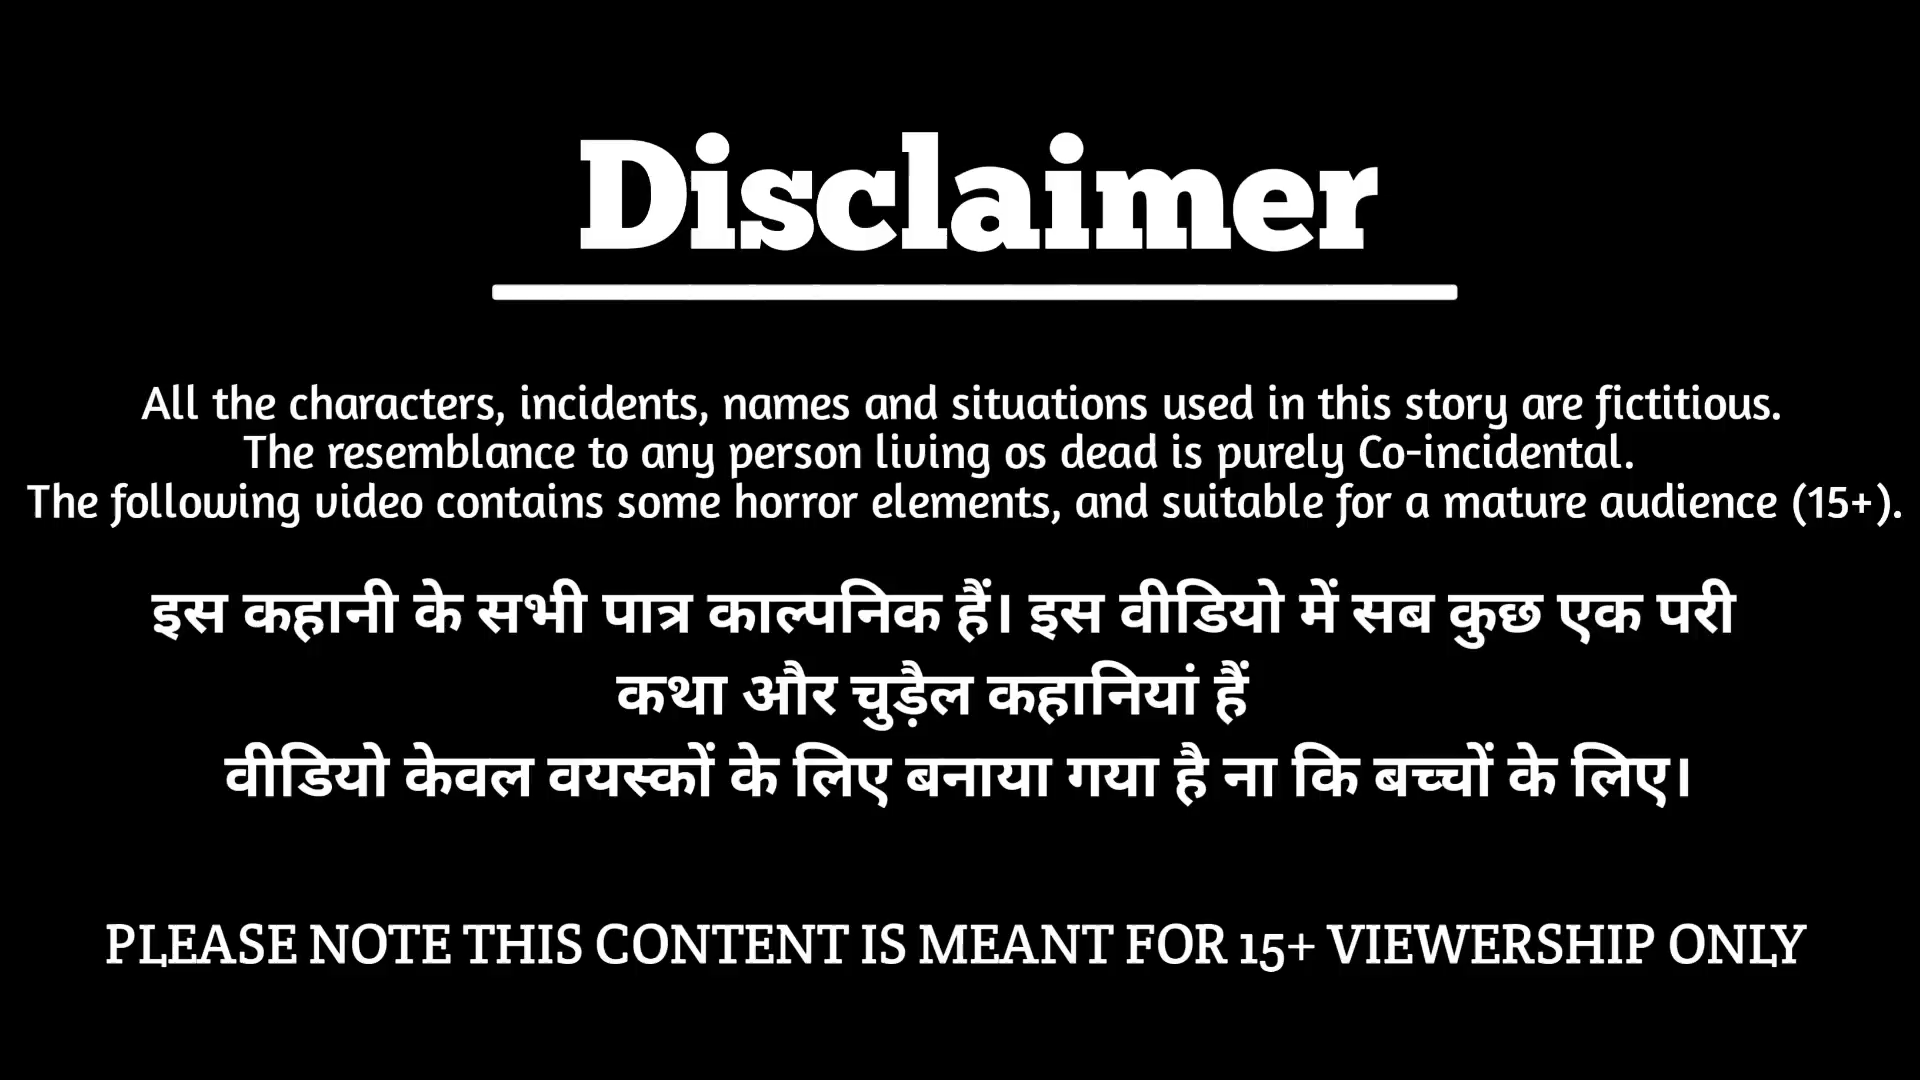 Disclaimer
All the characters, incidents, names and situations used in this story are fictitious.
The resemblance to any person living os dead is purely Co-incidental.
The following video contains some horror elements, and suitable for a mature audience (15+).
इस कहानी के सभी पात्र काल्पनिक हैं। इस वीडियो में सब कुछ एक परी
कथा और चुड़ैल कहानियां हैं
वीडियो केवल वयस्कों के लिए बनाया गया है ना कि बच्चों के लिए।
PLEASE NOTE THIS CONTENT IS MEANT FOR 15+ VIEWERSHIP ONLY